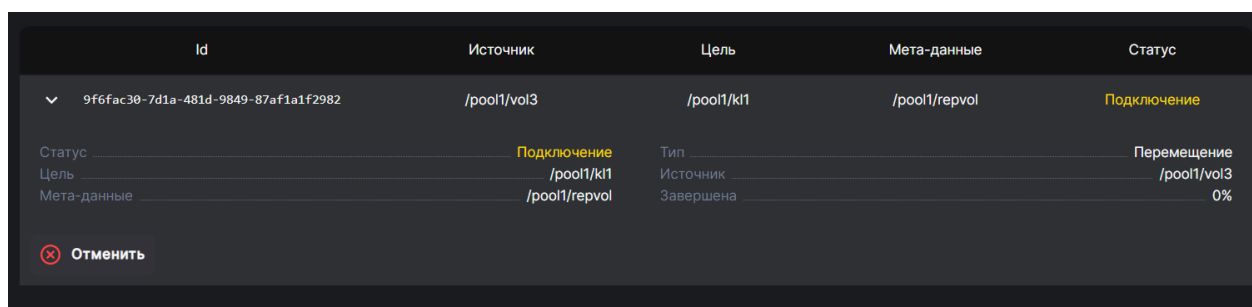 Id Источник Цель Мета-данные Статус
9f6fac30-7d1a-481d-9849-87af1a1f2982 /pool1/vol3 /pool1/kl1 /pool1/repvol Подключение
Статус Подключение Тип Перемещение
Цель /pool1/kl1 Источник /pool1/vol3
Мета-данные /pool1/repvol Завершена 0%
Отменить